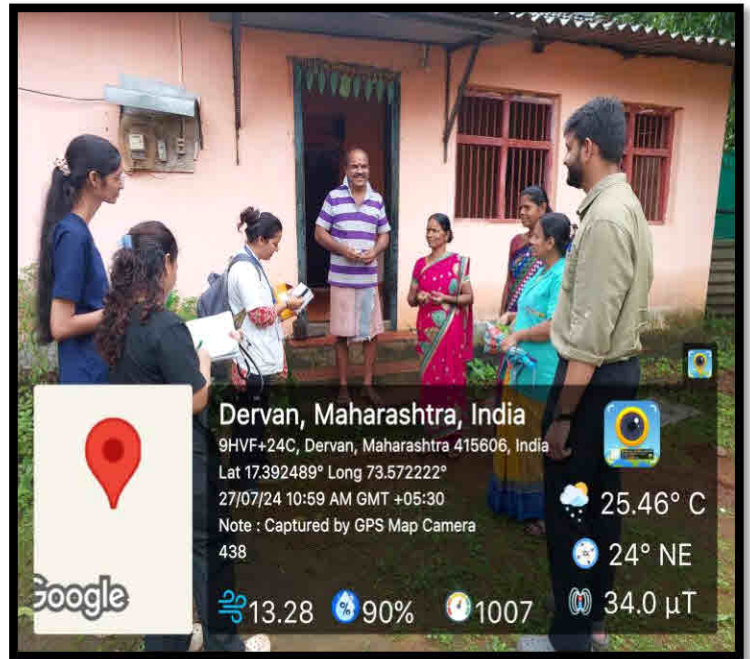 Dervan, Maharashtra, India
9HVF+24C, Dervan, Maharashtra 415606, India
Lat 17.392489° Long 73.572222°
27/07/24 10:59 AM GMT +05:30
Note : Captured by GPS Map Camera
438
25.46° C
24° NE
34.0 µT
13.28
90%
1007
Google